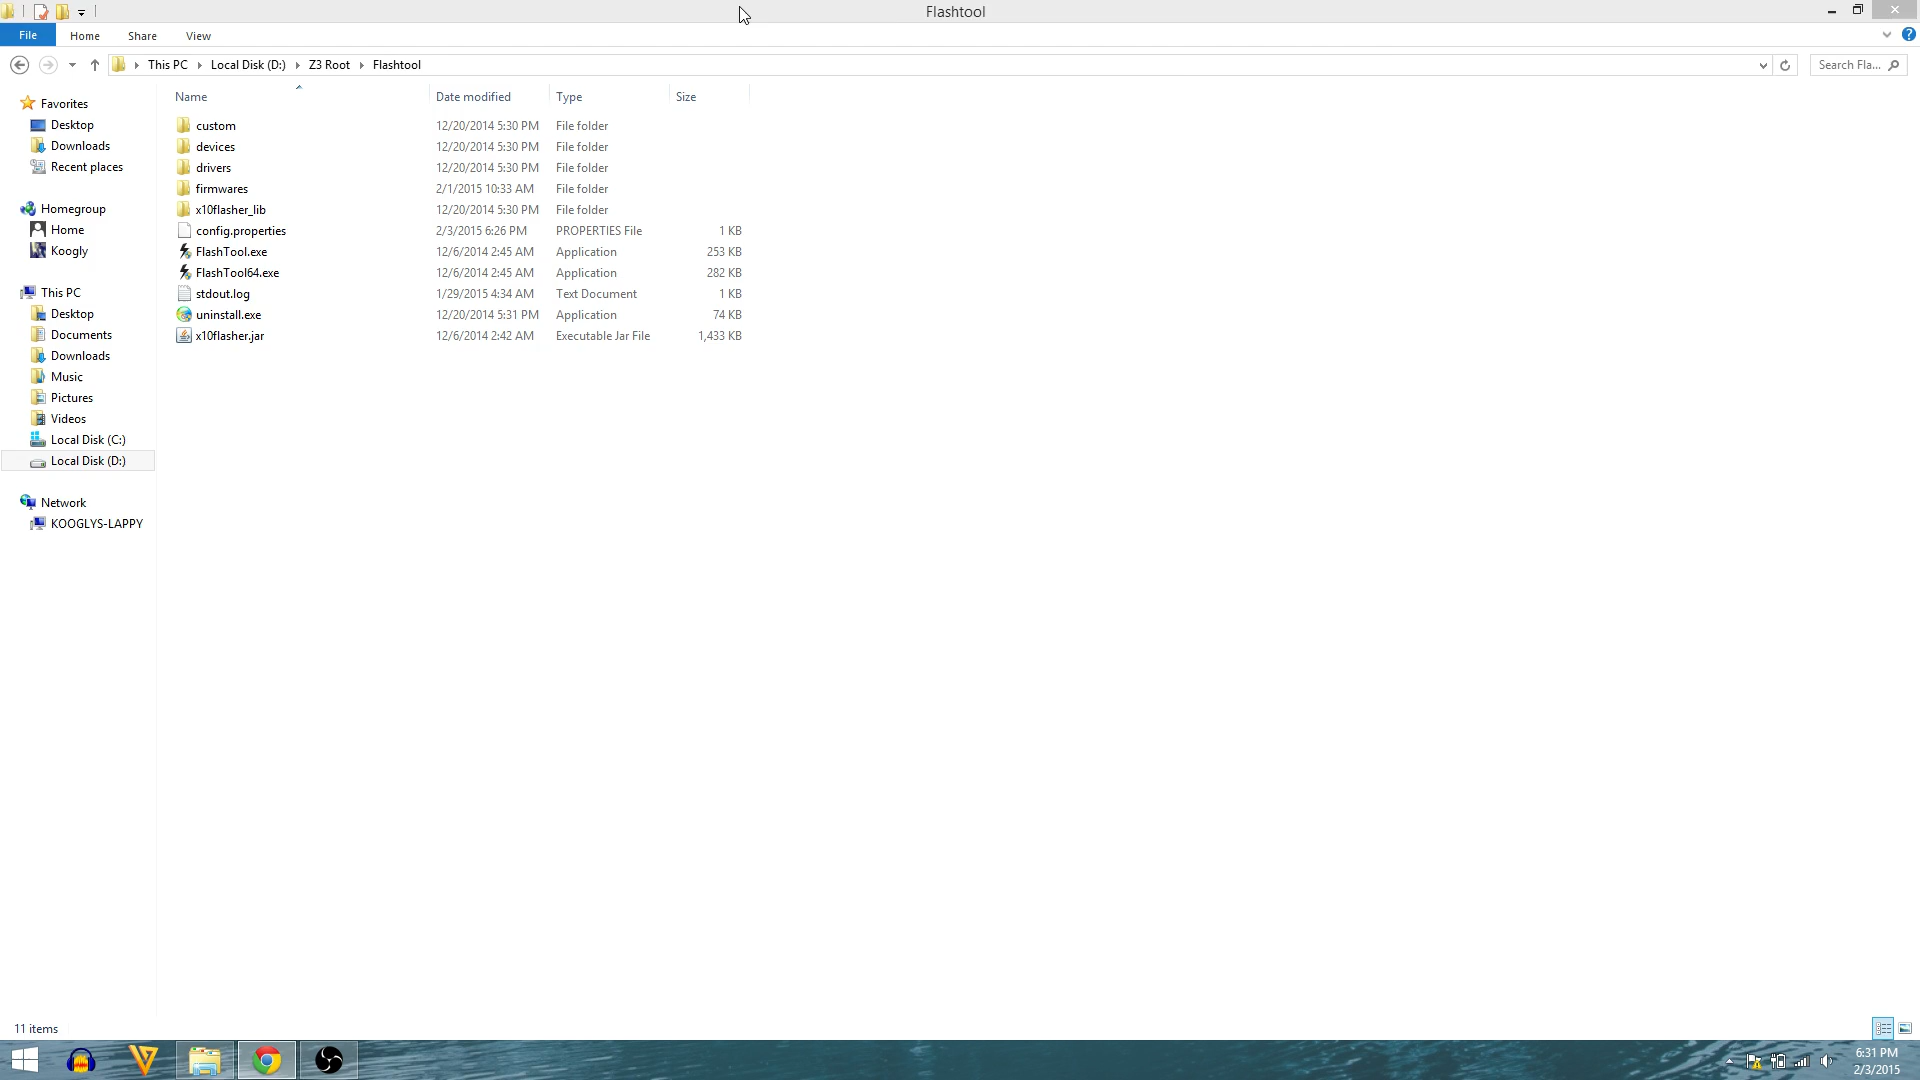 Flashtool
File Home Share View
This PC Local Disk (D:) Z3 Root Flashtool Search Fla...
Name Date modified Type Size
Favorites
Desktop
Downloads
Recent places
Homegroup
Home
Koogly
This PC
Desktop
Documents
Downloads
Music
Pictures
Videos
Local Disk (C:)
Local Disk (D:)
Network
KOOGLYS-LAPPY
custom 12/20/2014 5:30 PM File folder
devices 12/20/2014 5:30 PM File folder
drivers 12/20/2014 5:30 PM File folder
firmwares 2/1/2015 10:33 AM File folder
x10flasher_lib 12/20/2014 5:30 PM File folder
config.properties 2/3/2015 6:26 PM PROPERTIES File 1 KB
FlashTool.exe 12/6/2014 2:45 AM Application 253 KB
FlashTool64.exe 12/6/2014 2:45 AM Application 282 KB
stdout.log 1/29/2015 4:34 AM Text Document 1 KB
uninstall.exe 12/20/2014 5:31 PM Application 74 KB
x10flasher.jar 12/6/2014 2:42 AM Executable Jar File 1,433 KB
11 items
6:31 PM
2/3/2015